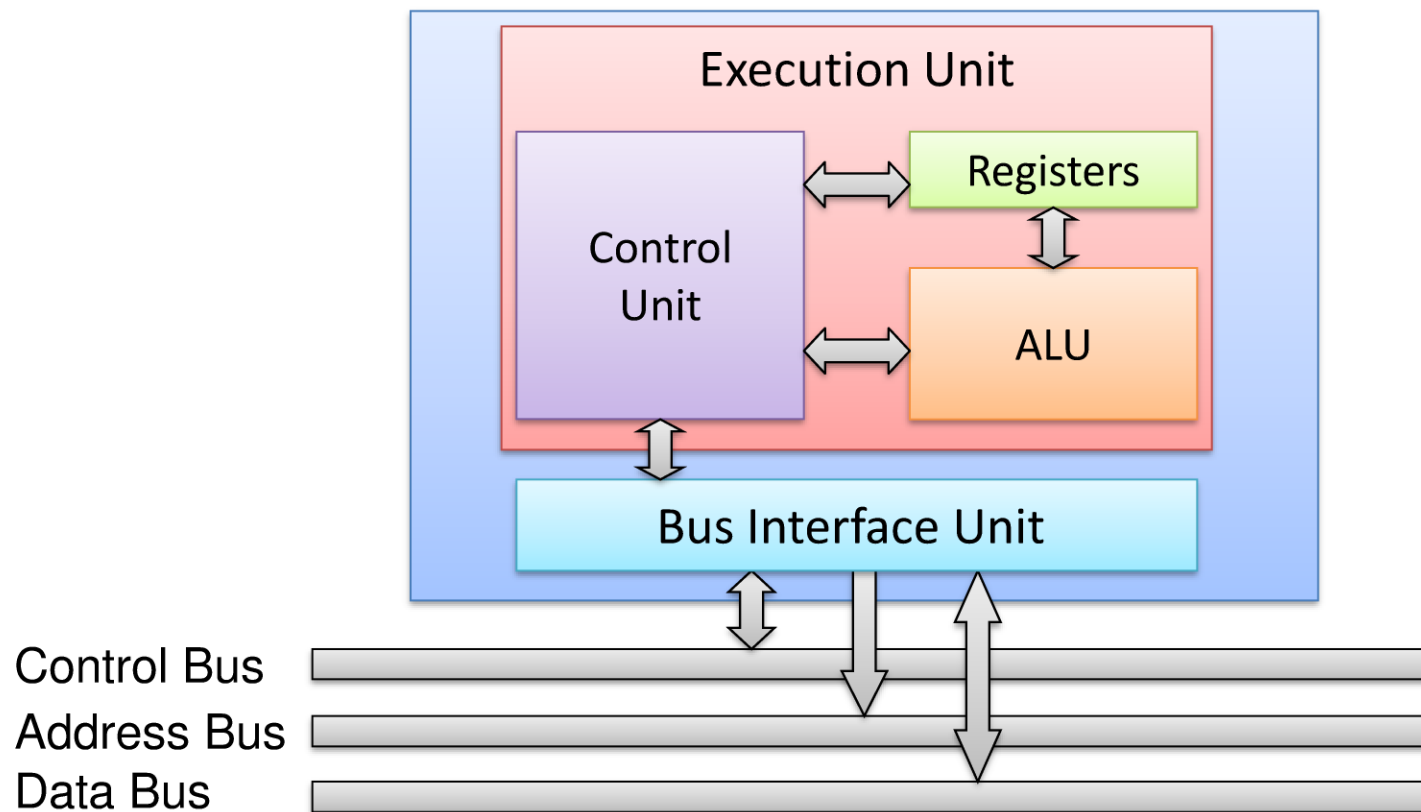 Execution Unit
Registers
Control
Unit
ALU
Bus Interface Unit
Control Bus
Address Bus
Data Bus